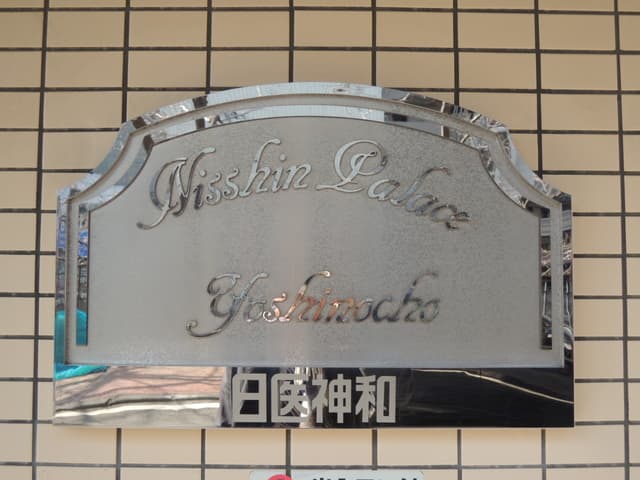 Nisshin Palace
Yoshinocho
日医神和